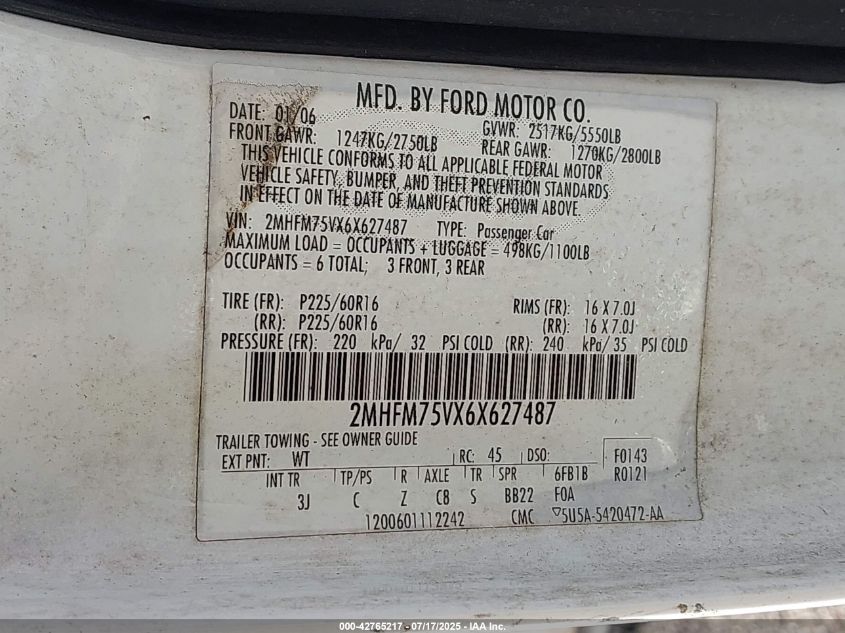 MFD. BY FORD MOTOR CO.
DATE: 01/06 GVWR: 2517KG/5550LB
FRONT GAWR: 1247KG/2750LB REAR GAWR: 1270KG/2800LB
THIS VEHICLE CONFORMS TO ALL APPLICABLE FEDERAL MOTOR
VEHICLE SAFETY, BUMPER, AND THEFT PREVENTION STANDARDS
IN EFFECT ON THE DATE OF MANUFACTURE SHOWN ABOVE.
VIN: 2MHFM75VX6X627487 TYPE: Passenger Car
MAXIMUM LOAD = OCCUPANTS + LUGGAGE = 498KG/1100LB
OCCUPANTS = 6 TOTAL; 3 FRONT, 3 REAR
TIRE (FR): P225/60R16 RIMS (FR): 16 X 7.0J
(RR): P225/60R16 (RR): 16 X 7.0J
PRESSURE (FR): 220 kPa/ 32 PSI COLD (RR): 240 kPa/ 35 PSI COLD
2MHFM75VX6X627487
TRAILER TOWING - SEE OWNER GUIDE
EXT PNT: WT RC: 45 DSO: F0143
INT TR TP/PS R AXLE TR SPR 6FB1B R0121
3J C Z C8 S BB22 FOA
1200601112242 CMC ▽5U5A-5420472-AA
000-42765217 - 07/17/2025 - IAA Inc.